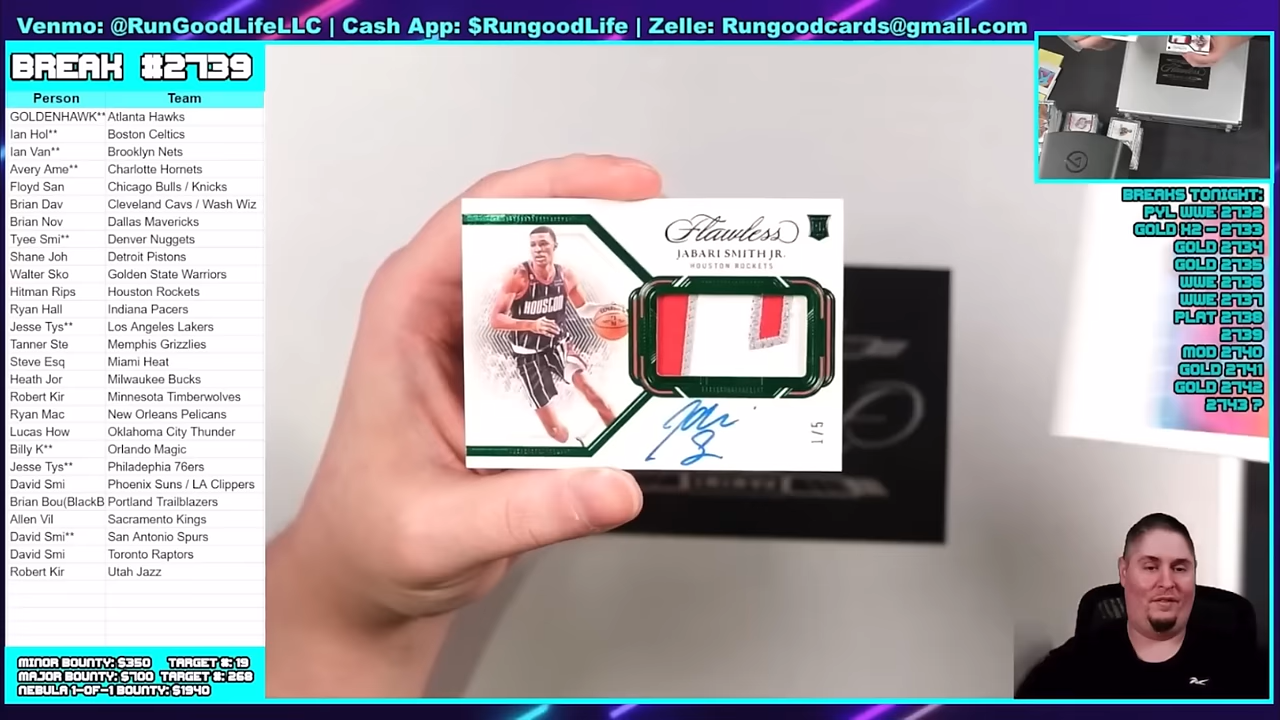 Venmo: @RunGoodLifeLLC | Cash App: $RungoodLife | Zelle: Rungoodcards@gmail.com
BREAK #2739
Person Team
GOLDENHAWK** Atlanta Hawks
Ian Hol** Boston Celtics
Ian Van** Brooklyn Nets
Avery Ame** Charlotte Hornets
Floyd San Chicago Bulls / Knicks
Brian Dav Cleveland Cavs / Wash Wiz
Brian Nov Dallas Mavericks
Tyee Smi** Denver Nuggets
Shane Joh Detroit Pistons
Walter Sko Golden State Warriors
Hitman Rips Houston Rockets
Ryan Hall Indiana Pacers
Jesse Tys** Los Angeles Lakers
Tanner Ste Memphis Grizzlies
Steve Esq Miami Heat
Heath Jor Milwaukee Bucks
Robert Kir Minnesota Timberwolves
Ryan Mac New Orleans Pelicans
Lucas How Oklahoma City Thunder
Billy K** Orlando Magic
Jesse Tys** Philadephia 76ers
David Smi Phoenix Suns / LA Clippers
Brian Bou(BlackB Portland Trailblazers
Allen Vil Sacramento Kings
David Smi** San Antonio Spurs
David Smi Toronto Raptors
Robert Kir Utah Jazz
MINOR BOUNTY: $350 TARGET #: 19
MAJOR BOUNTY: $700 TARGET #: 268
NEBULA 1-OF-1 BOUNTY: $1940
Flawless
JABARI SMITH JR.
HOUSTON ROCKETS
HOUSTON
1/5
BREAKS TONIGHT:
PYL WWE 2732
GOLD X2 - 2733
GOLD 2734
GOLD 2735
WWE 2736
WWE 2737
PLAT 2738
2739
MOD 2740
GOLD 2741
GOLD 2742
2743 ?